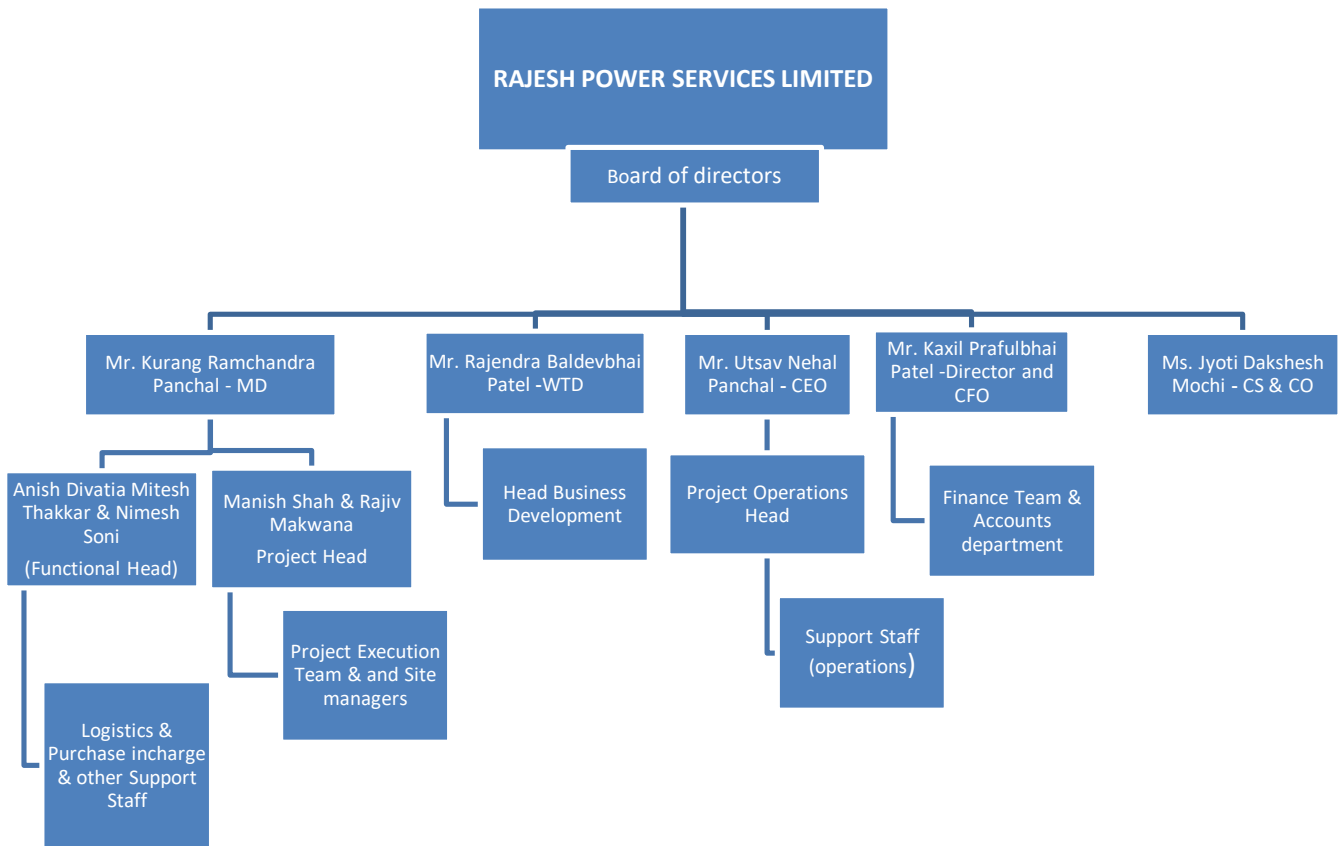 RAJESH POWER SERVICES LIMITED
Board of directors
Mr. Kurang Ramchandra
Panchal - MD
Mr. Rajendra Baldevbhai
Patel -WTD
Mr. Utsav Nehal
Panchal - CEO
Mr. Kaxil Prafulbhai
Patel -Director and
CFO
Ms. Jyoti Dakshesh
Mochi - CS & CO
Anish Divatia Mitesh
Thakkar & Nimesh
Soni
(Functional Head)
Manish Shah & Rajiv
Makwana
Project Head
Head Business
Development
Project Operations
Head
Finance Team &
Accounts
department
Logistics &
Purchase incharge
& other Support
Staff
Project Execution
Team & and Site
managers
Support Staff
(operations)